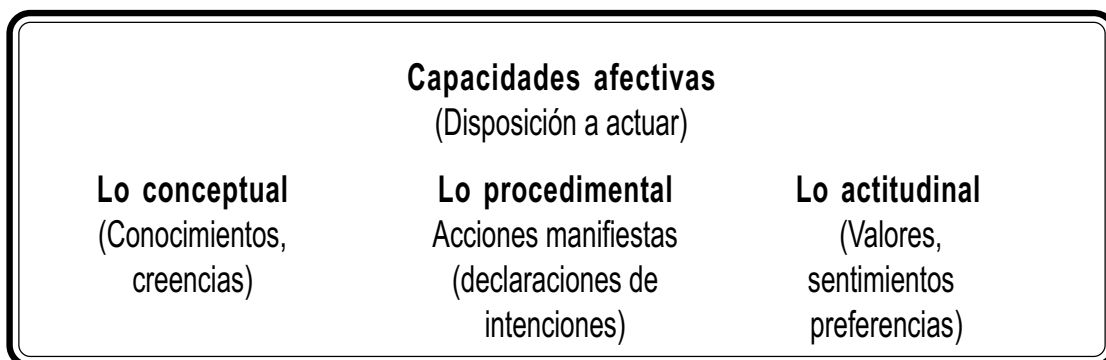 Capacidades afectivas
(Disposición a actuar)
Lo conceptual
(Conocimientos,
creencias)
Lo procedimental
Acciones manifiestas
(declaraciones de
intenciones)
Lo actitudinal
(Valores,
sentimientos
preferencias)